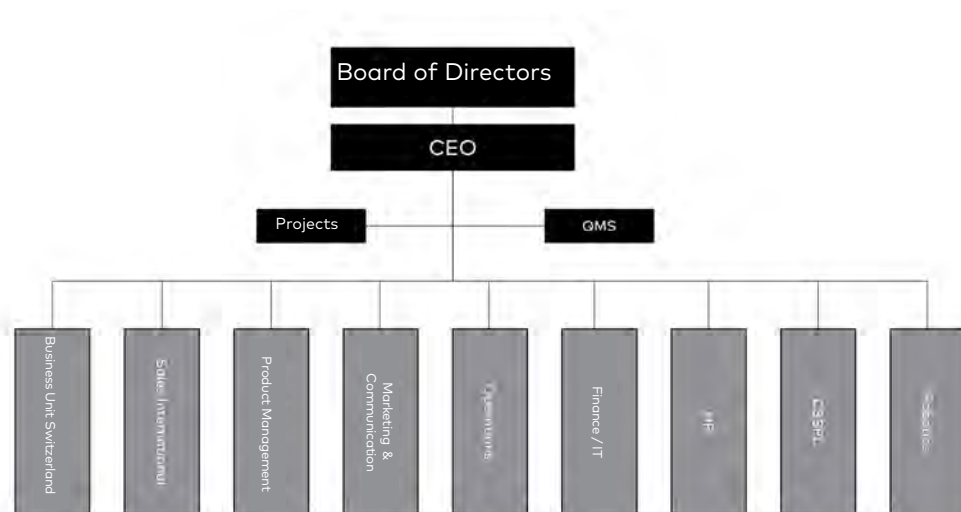 Board of Directors
CEO
Projects
QMS
Business Unit Switzerland
Sales International
Product Management
Marketing &
Communication
Operations
Finance / IT
HR